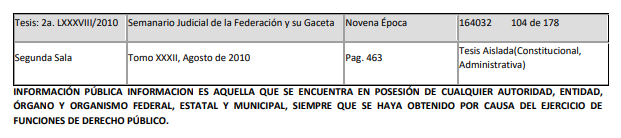 Tesis: 2a. LXXXVIII/2010 Semanario Judicial de la Federación y su Gaceta Novena Época 164032 104 de 178
Segunda Sala Tomo XXXII, Agosto de 2010 Pag. 463 Tesis Aislada(Constitucional,
Administrativa)
INFORMACIÓN PÚBLICA INFORMACION ES AQUELLA QUE SE ENCUENTRA EN POSESIÓN DE CUALQUIER AUTORIDAD, ENTIDAD,
ÓRGANO Y ORGANISMO FEDERAL, ESTATAL Y MUNICIPAL, SIEMPRE QUE SE HAYA OBTENIDO POR CAUSA DEL EJERCICIO DE
FUNCIONES DE DERECHO PÚBLICO.